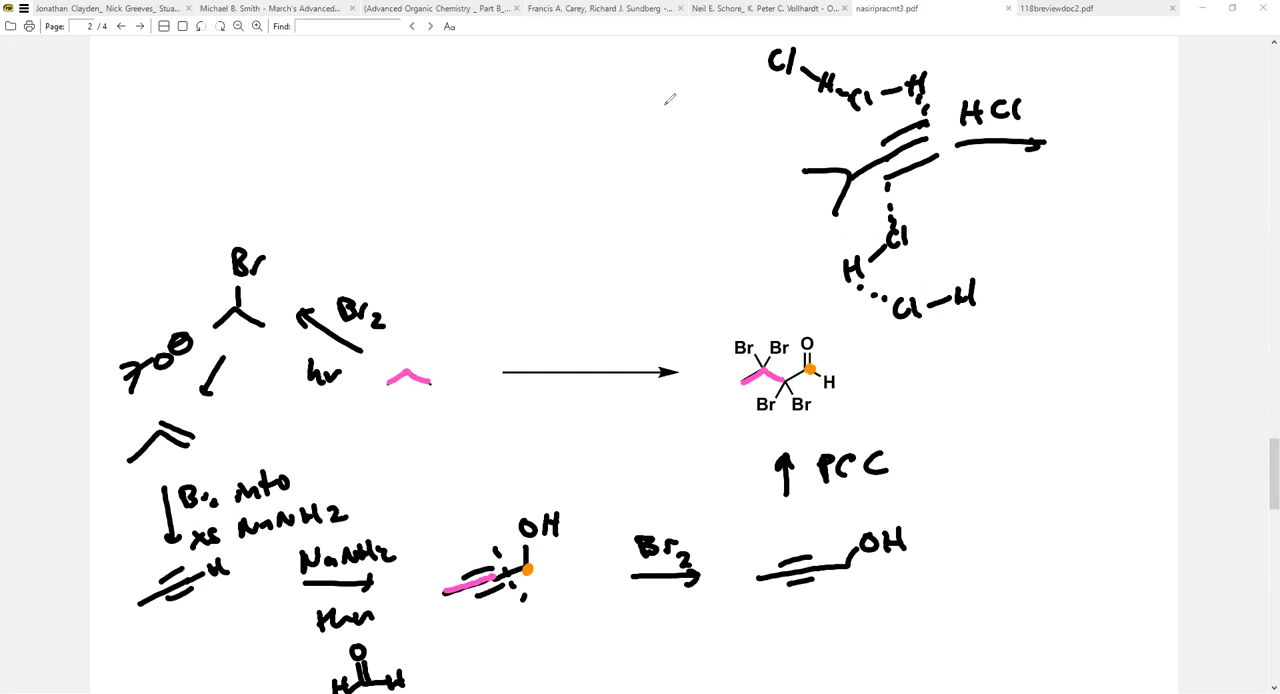 Jonathan Clayden_ Nick Greeves_ Stua...
Michael B. Smith - March's Advanced...
(Advanced Organic Chemistry _ Part B_...
Francis A. Carey, Richard J. Sundberg -...
Neil E. Schore_ K. Peter C. Vollhardt - O...
nasiripracmt3.pdf
118breviewdoc2.pdf
Page: 2 / 4
Find:
Aa
Cl
H
Cl
H
HCl
Cl
H
Cl
H
Br
Br2
O
hν
Br
Br
O
H
Br
Br
PCC
Br2 into
xs NaNH2
H
NaNH2
then
O
H
H
OH
Br2
OH